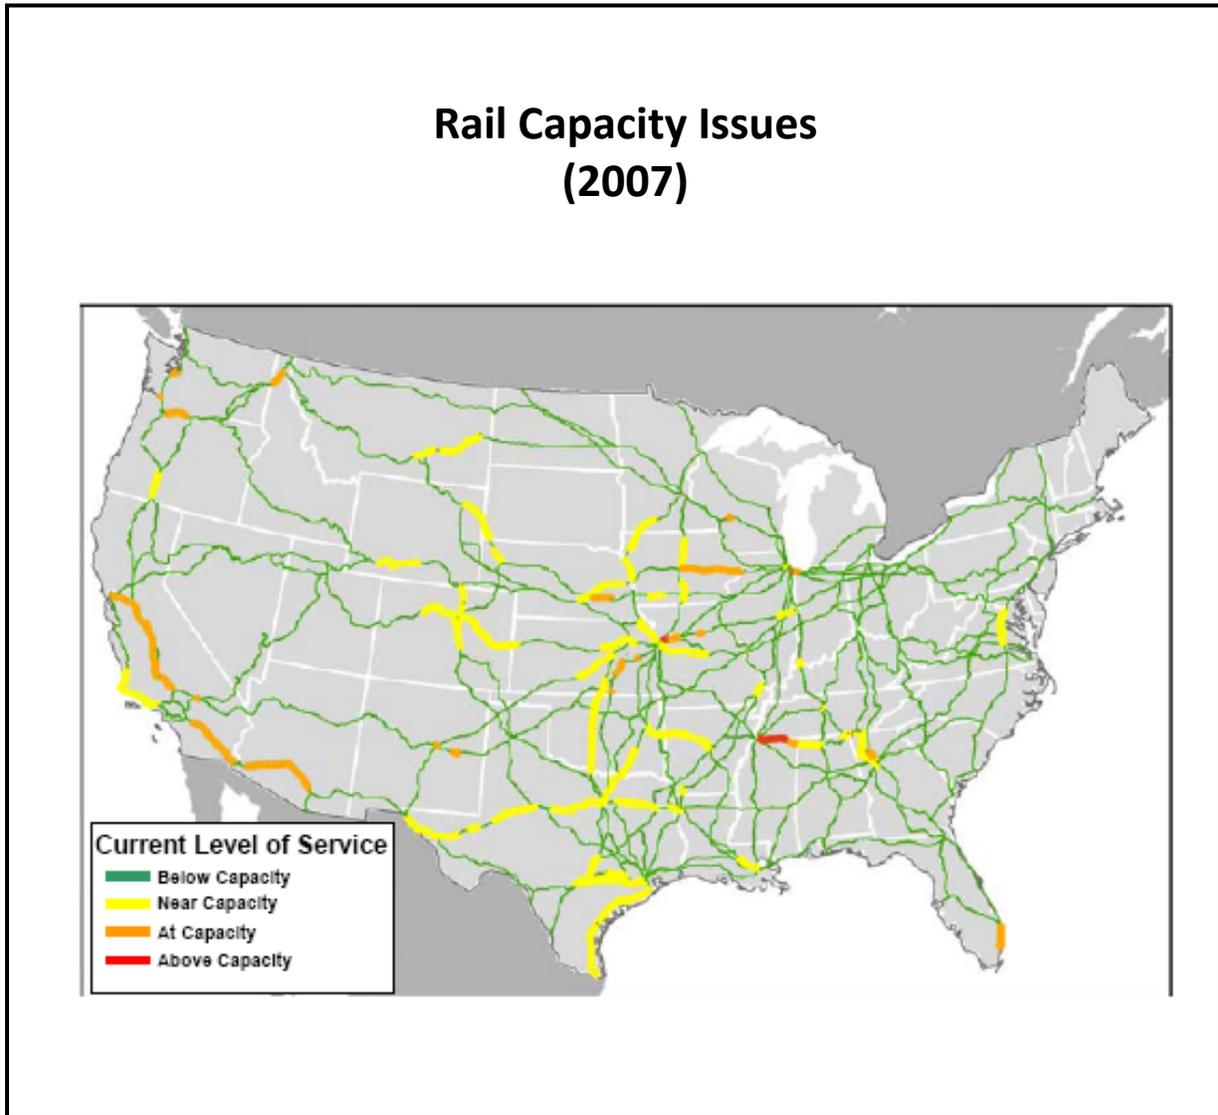 Rail Capacity Issues
(2007)
Current Level of Service
Below Capacity
Near Capacity
At Capacity
Above Capacity